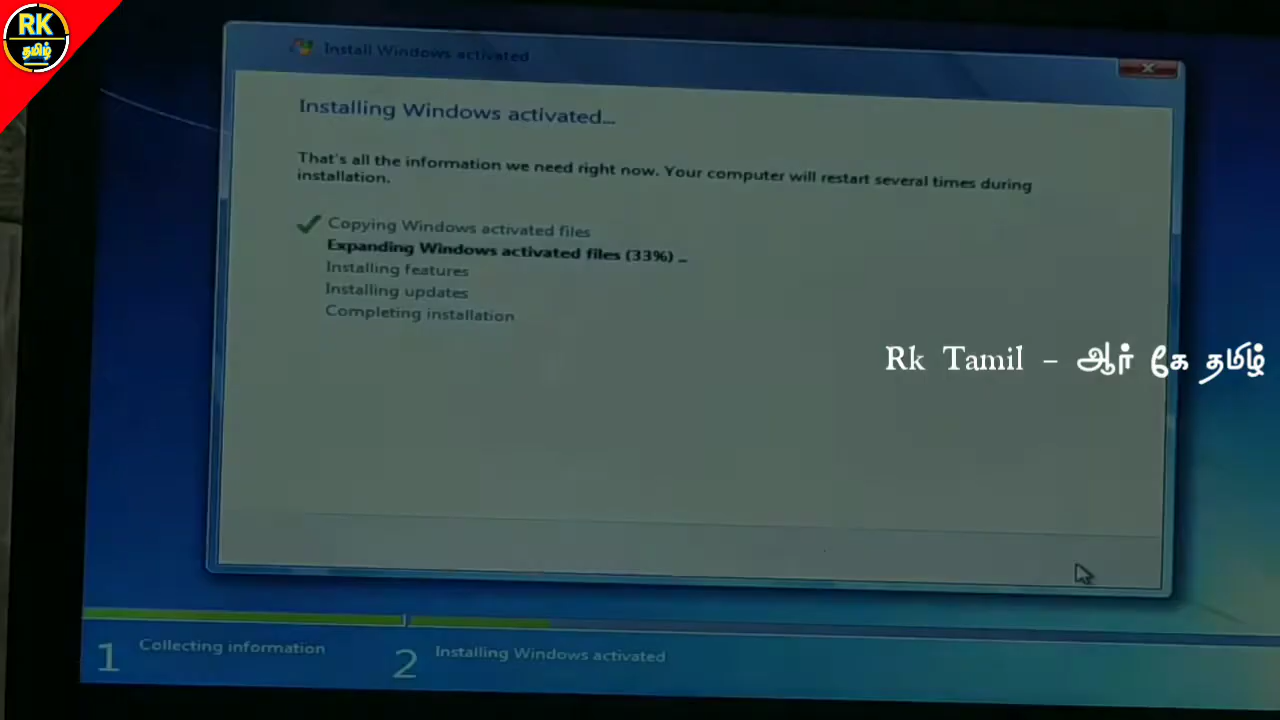 RK
தமிழ்
Install Windows activated
Installing Windows activated...
That's all the information we need right now. Your computer will restart several times during
installation.
Copying Windows activated files
Expanding Windows activated files (33%) ..
Installing features
Installing updates
Completing installation
Rk Tamil – ஆர் கே தமிழ்
1 Collecting information
2 Installing Windows activated